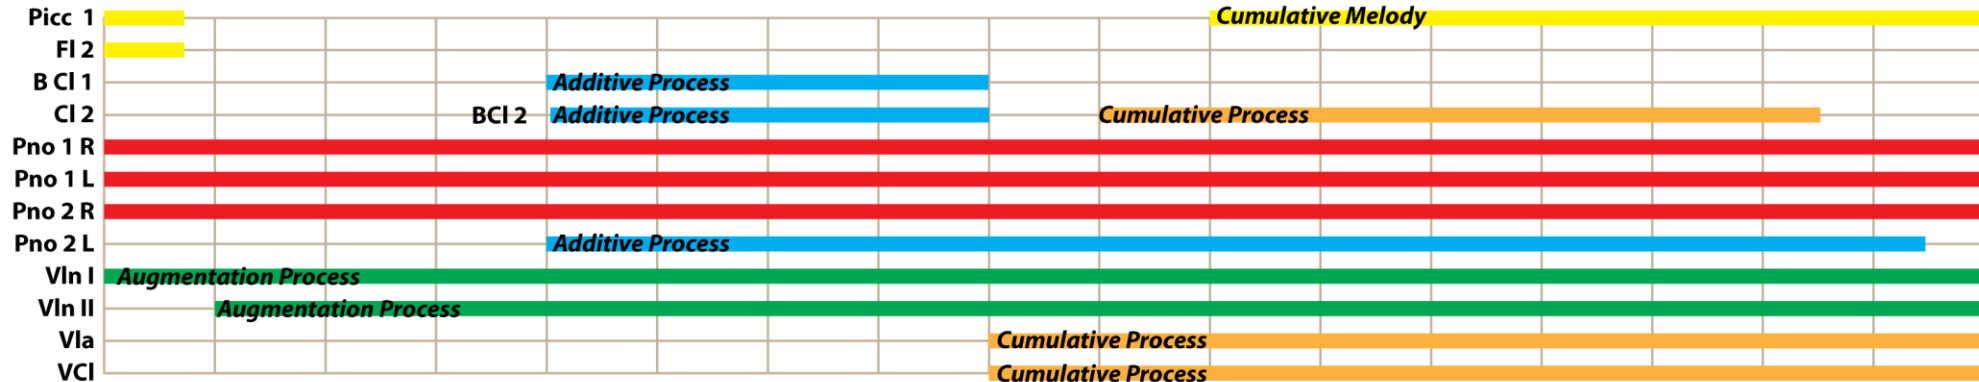 Picc 1 Cumulative Melody
Fl 2
B Cl 1 Additive Process
Cl 2 BCl 2 Additive Process Cumulative Process
Pno 1 R
Pno 1 L
Pno 2 R
Pno 2 L Additive Process
Vln I Augmentation Process
Vln II Augmentation Process
Vla Cumulative Process
VCl Cumulative Process